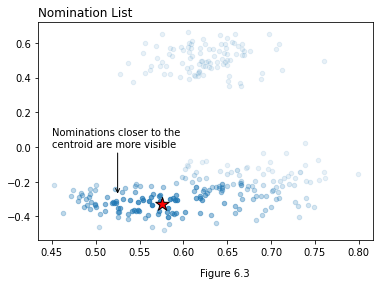 Nomination List
0.6
0.4
0.2
0.0
−0.2
−0.4
Nominations closer to the
centroid are more visible
0.45 0.50 0.55 0.60 0.65 0.70 0.75 0.80
Figure 6.3